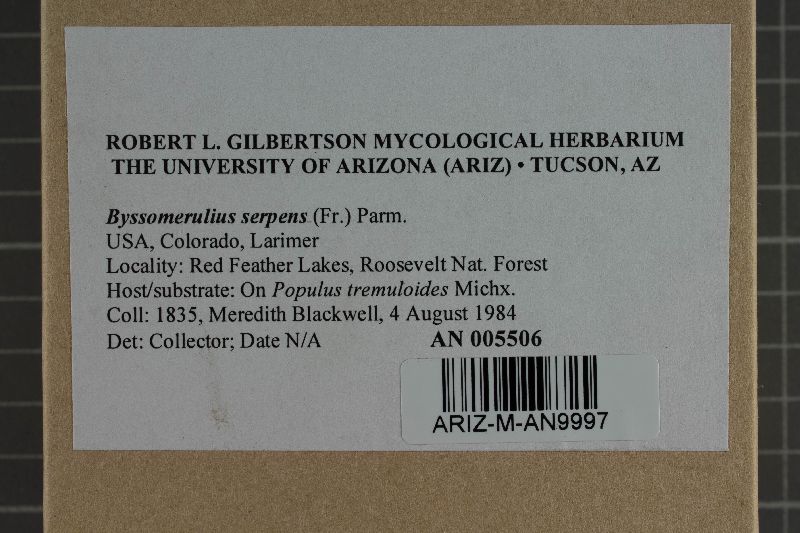 ROBERT L. GILBERTSON MYCOLOGICAL HERBARIUM
THE UNIVERSITY OF ARIZONA (ARIZ) • TUCSON, AZ
Byssomerulius serpens (Fr.) Parm.
USA, Colorado, Larimer
Locality: Red Feather Lakes, Roosevelt Nat. Forest
Host/substrate: On Populus tremuloides Michx.
Coll: 1835, Meredith Blackwell, 4 August 1984
Det: Collector; Date N/A AN 005506
ARIZ-M-AN9997